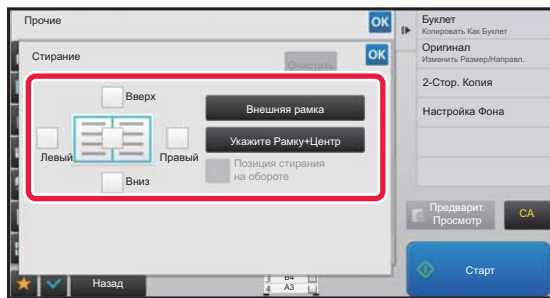 Прочие
OK
Стирание
Очистить
OK
Вверх
Левый
Правый
Вниз
Внешняя рамка
Укажите Рамку+Центр
Позиция стирания
на обороте
Назад
B4
A3
Буклет
Копировать Как Буклет
Оригинал
Изменить Размер/Направл.
2-Стор. Копия
Настройка Фона
Предварит.
Просмотр
CA
Старт